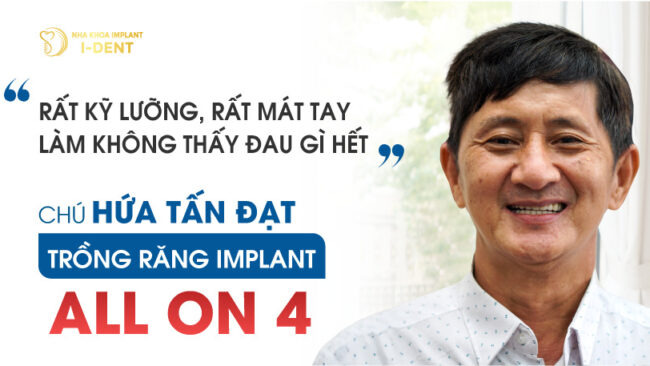 NHA KHOA IMPLANT
I-DENT
“RẤT KỸ LƯỠNG, RẤT MÁT TAY
LÀM KHÔNG THẤY ĐAU GÌ HẾT”
CHÚ HỨA TẤN ĐẠT
TRỒNG RĂNG IMPLANT
ALL ON 4